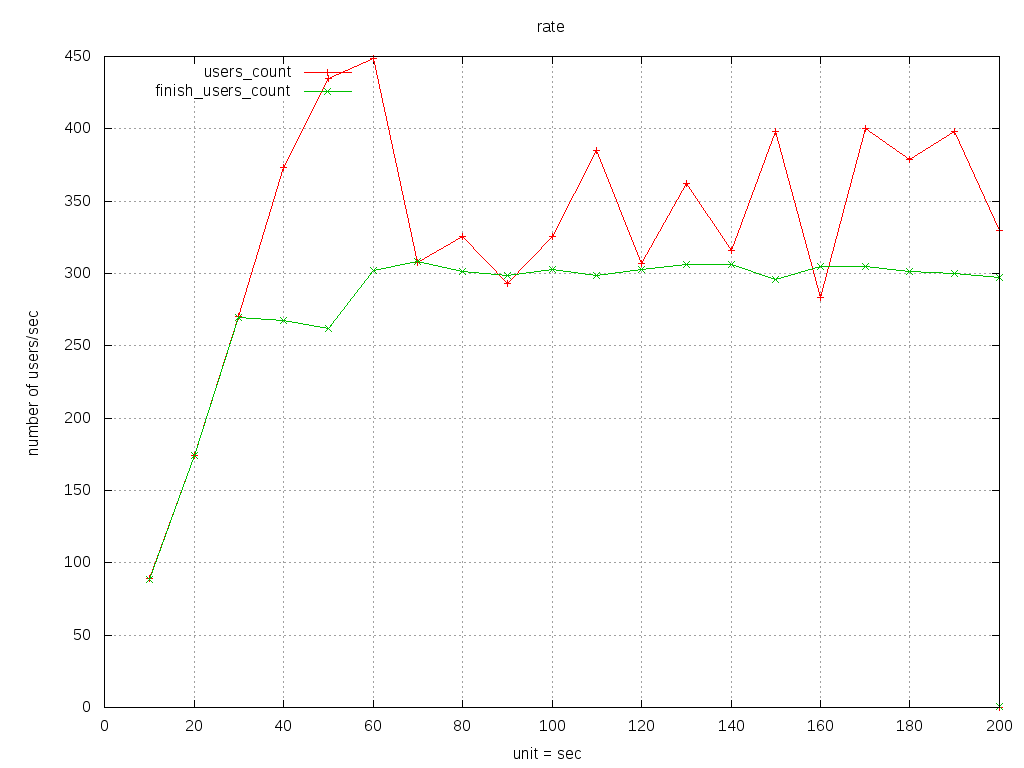 rate
users_count
finish_users_count
450
400
350
300
250
200
150
100
50
0
number of users/sec
0 20 40 60 80 100 120 140 160 180 200
unit = sec